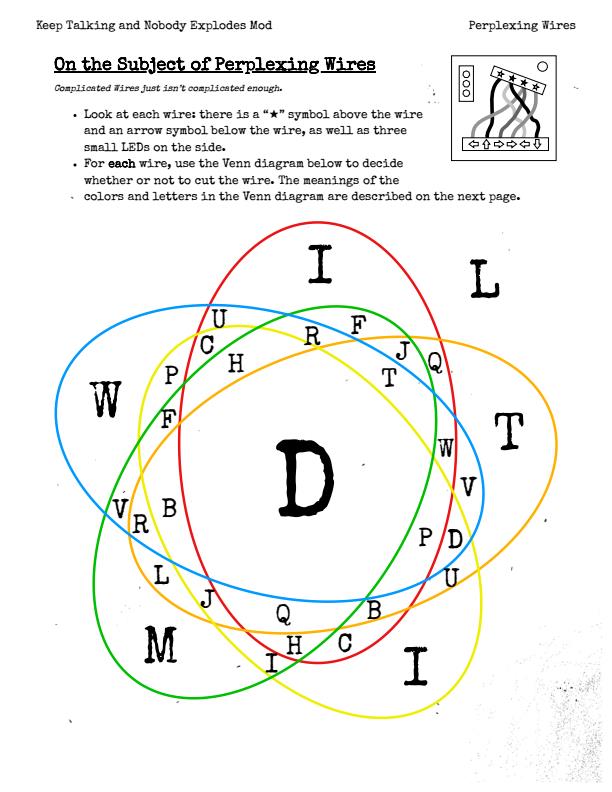 Keep Talking and Nobody Explodes Mod Perplexing Wires
On the Subject of Perplexing Wires
Complicated Wires just isn't complicated enough.
• Look at each wire: there is a “★” symbol above the wire
and an arrow symbol below the wire, as well as three
small LEDs on the side.
• For each wire, use the Venn diagram below to decide
whether or not to cut the wire. The meanings of the
colors and letters in the Venn diagram are described on the next page.
I
L
U
R
F
C
J
Q
H
P
T
W
F
T
W
D
V
V
B
R
P
D
L
U
J
Q
B
M
H
C
I
I